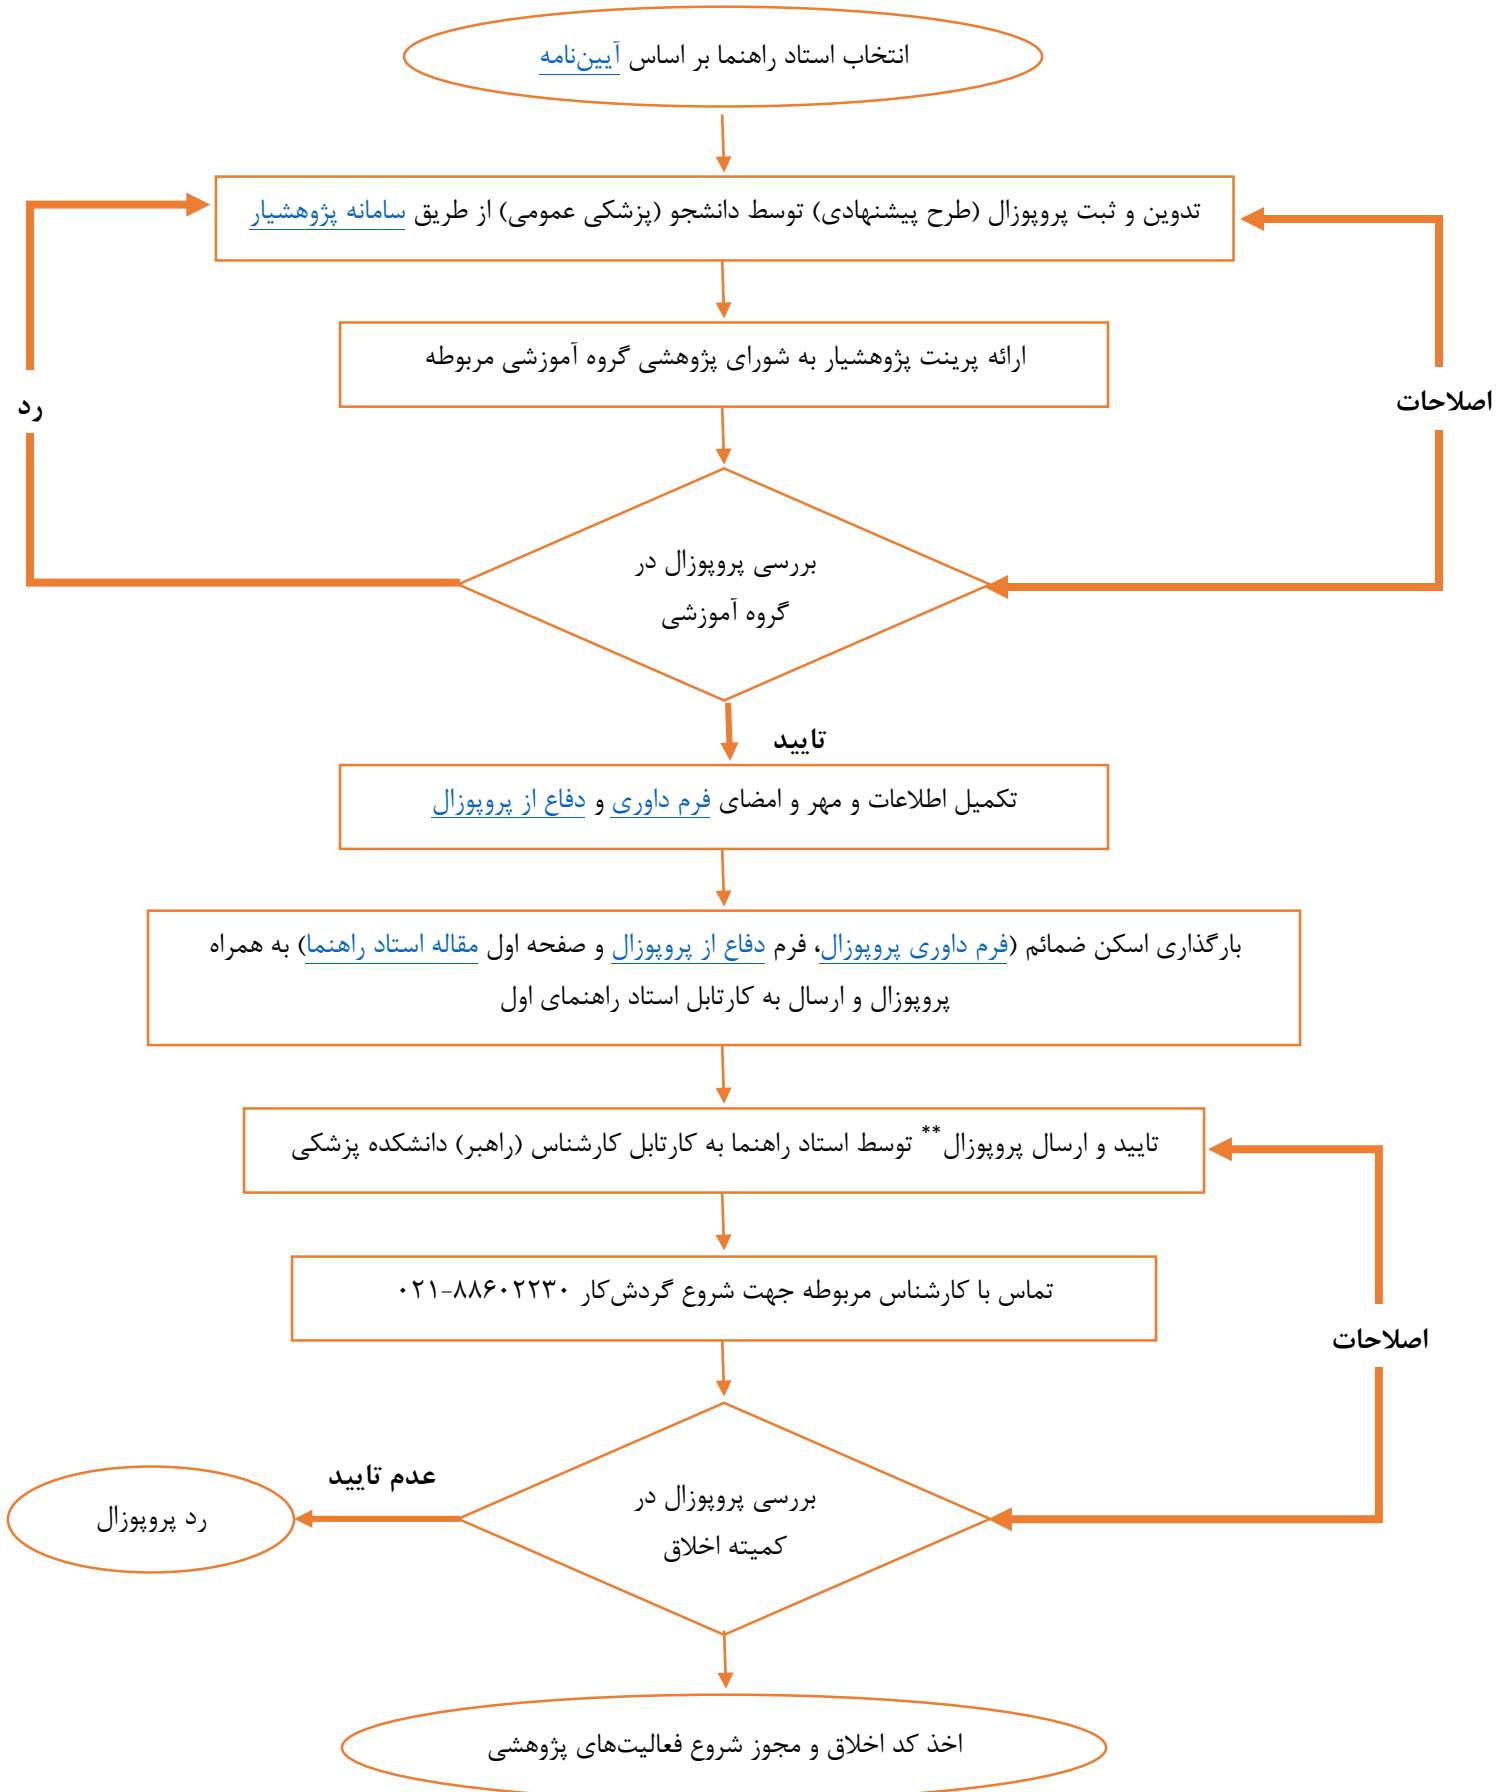 انتخاب استاد راهنما بر اساس آیین‌نامه
تدوین و ثبت پروپوزال (طرح پیشنهادی) توسط دانشجو (پزشکی عمومی) از طریق سامانه پژوهشیار
ارائه پرینت پژوهشیار به شورای پژوهشی گروه آموزشی مربوطه
اصلاحات
رد
بررسی پروپوزال در
گروه آموزشی
تایید
تکمیل اطلاعات و مهر و امضای فرم داوری و دفاع از پروپوزال
بارگذاری اسکن ضمائم (فرم داوری پروپوزال، فرم دفاع از پروپوزال و صفحه اول مقاله استاد راهنما) به همراه
پروپوزال و ارسال به کارتابل استاد راهنمای اول
تایید و ارسال پروپوزال** توسط استاد راهنما به کارتابل کارشناس (راهبر) دانشکده پزشکی
تماس با کارشناس مربوطه جهت شروع گردش‌کار ۸۸۶۰۲۲۳۰-۰۲۱
اصلاحات
عدم تایید
بررسی پروپوزال در
کمیته اخلاق
رد پروپوزال
اخذ کد اخلاق و مجوز شروع فعالیت‌های پژوهشی